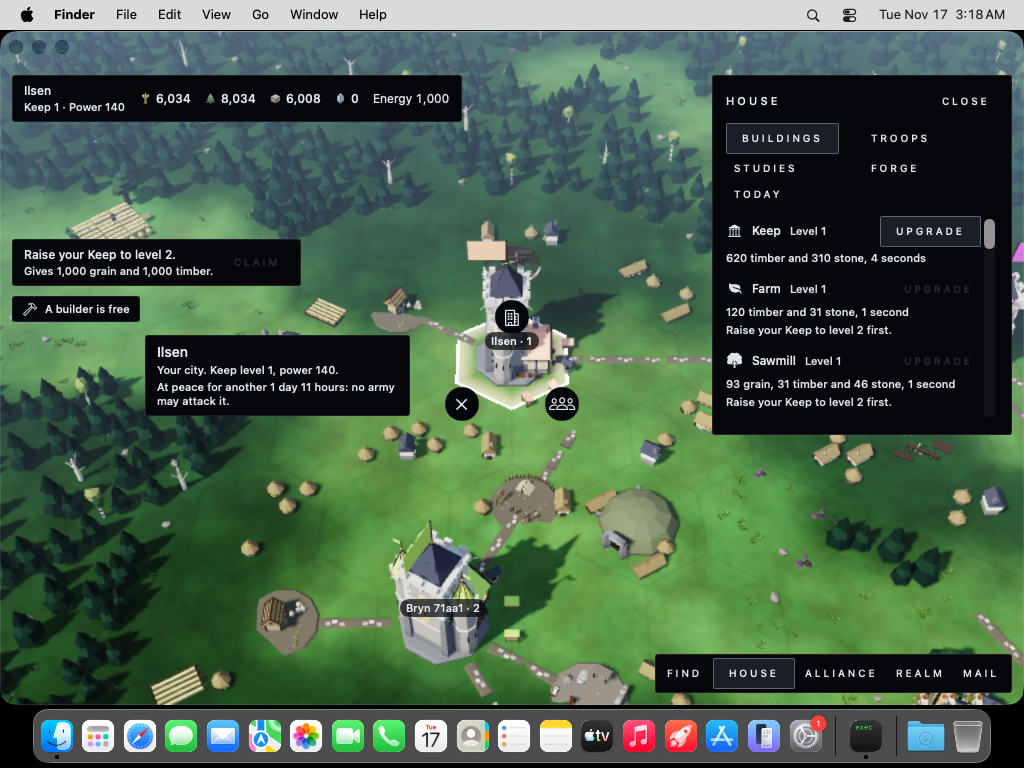 Finder File Edit View Go Window Help Tue Nov 17 3:18 AM
Ilsen
Keep 1 · Power 140
6,034 8,034 6,008 0 Energy 1,000
HOUSE CLOSE
BUILDINGS TROOPS
STUDIES FORGE
TODAY
Keep Level 1 UPGRADE
620 timber and 310 stone, 4 seconds
Farm Level 1 UPGRADE
120 timber and 31 stone, 1 second
Raise your Keep to level 2 first.
Sawmill Level 1 UPGRADE
93 grain, 31 timber and 46 stone, 1 second
Raise your Keep to level 2 first.
Raise your Keep to level 2.
Gives 1,000 grain and 1,000 timber.
CLAIM
A builder is free
Ilsen
Your city. Keep level 1, power 140.
At peace for another 1 day 11 hours: no army
may attack it.
Ilsen · 1
Bryn 71aa1 · 2
FIND HOUSE ALLIANCE REALM MAIL
Tue
17
tv
1
exec